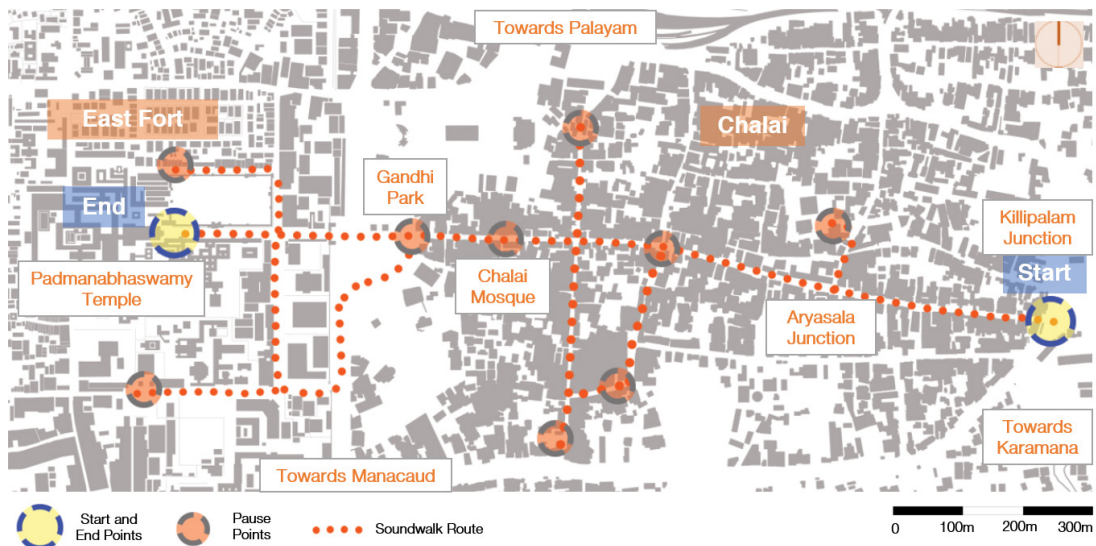 Towards Palayam
East Fort
Chalai
Gandhi
Park
End
Killipalam
Junction
Padmanabhaswamy
Temple
Chalai
Mosque
Start
Aryasala
Junction
Towards
Karamana
Towards Manacaud
Start and
End Points
Pause
Points
Soundwalk Route
0 100m 200m 300m